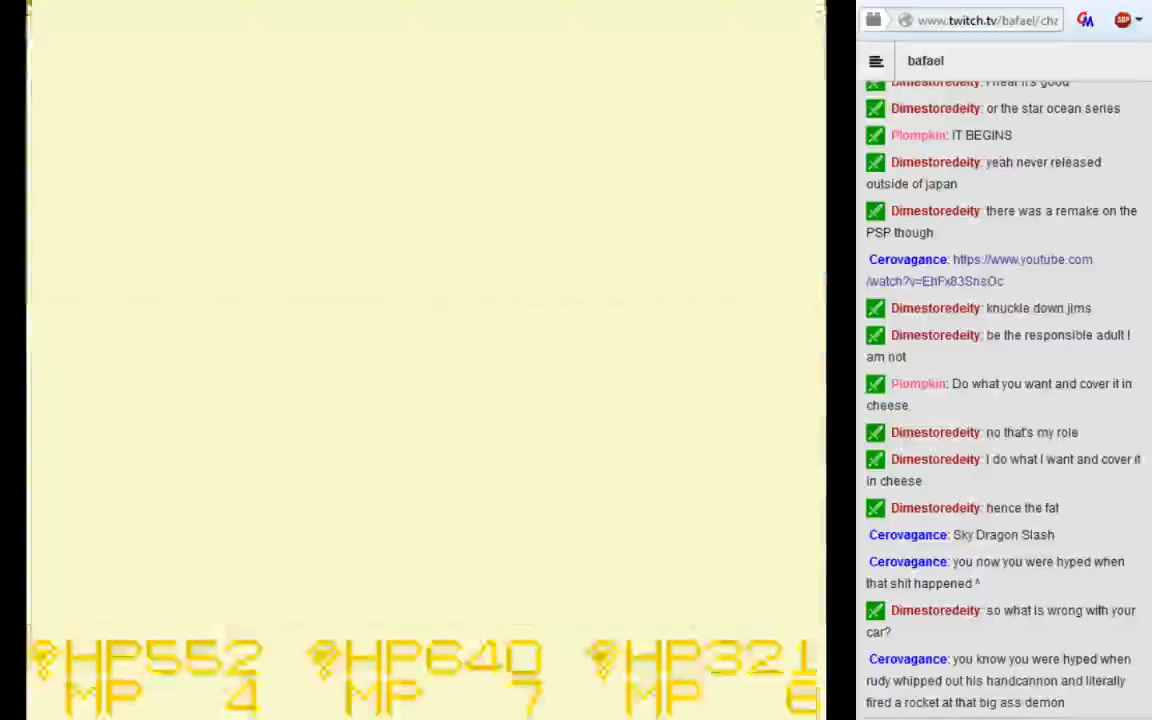 www.twitch.tv/bafael/cha
GM
ABP
bafael
Dimestoredeity: I hear it's good
Dimestoredeity: or the star ocean series
Plompkin: IT BEGINS
Dimestoredeity: yeah never released
outside of japan
Dimestoredeity: there was a remake on the
PSP though
Cerovagance: https://www.youtube.com
/watch?v=EhFx83SnsOc
Dimestoredeity: knuckle down jims
Dimestoredeity: be the responsible adult I
am not
Plompkin: Do what you want and cover it in
cheese.
Dimestoredeity: no that's my role
Dimestoredeity: I do what I want and cover it
in cheese
Dimestoredeity: hence the fat
Cerovagance: Sky Dragon Slash
Cerovagance: you now you were hyped when
that shit happened ^
Dimestoredeity: so what is wrong with your
car?
Cerovagance: you know you were hyped when
rudy whipped out his handcannon and literally
fired a rocket at that big ass demon
HP552 HP640 HP321
MP 4 MP 7 MP 6